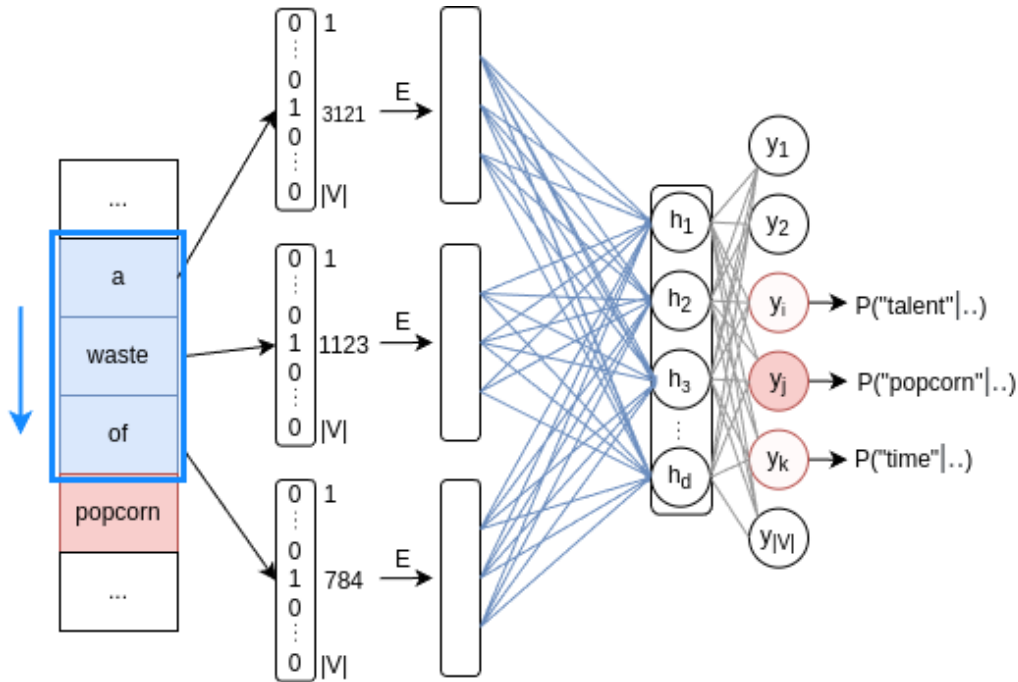 ...
a
waste
of
popcorn
...
0 1
0
1 3121
0
0 |V|
E
0 1
0
1 1123
0
0 |V|
E
0 1
0
1 784
0
0 |V|
E
h1
h2
h3
hd
y1
y2
yi
yj
yk
y|V|
P("talent"|..)
P("popcorn"|..)
P("time"|..)